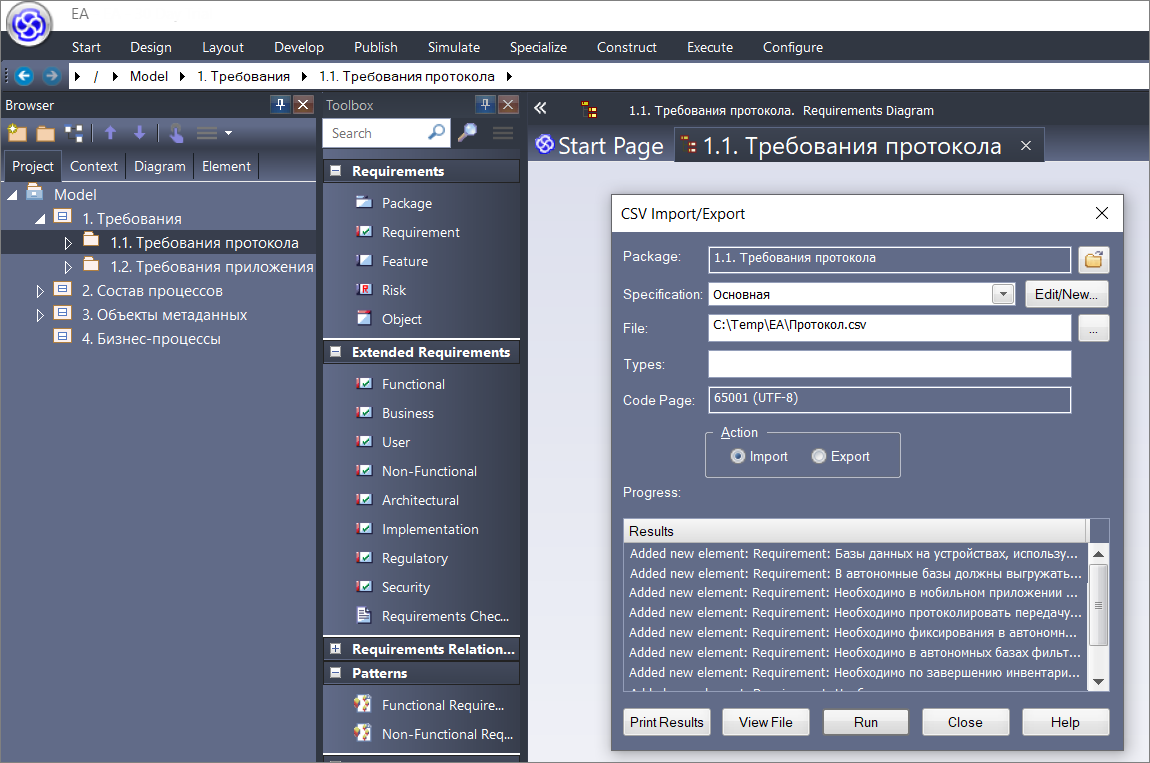 EA
Start Design Layout Develop Publish Simulate Specialize Construct Execute Configure
/ Model 1. Требования 1.1. Требования протокола
Browser
Project Context Diagram Element
Model
1. Требования
1.1. Требования протокола
1.2. Требования приложения
2. Состав процессов
3. Объекты метаданных
4. Бизнес-процессы
Toolbox
Search
Requirements
Package
Requirement
Feature
Risk
Object
Extended Requirements
Functional
Business
User
Non-Functional
Architectural
Implementation
Regulatory
Security
Requirements Chec...
Requirements Relation...
Patterns
Functional Require...
Non-Functional Req...
1.1. Требования протокола. Requirements Diagram
Start Page 1.1. Требования протокола
CSV Import/Export
Package: 1.1. Требования протокола
Specification: Основная Edit/New...
File: C:\Temp\EA\Протокол.csv ...
Types:
Code Page: 65001 (UTF-8)
Action
Import Export
Progress:
Results
Added new element: Requirement: Базы данных на устройствах, использу...
Added new element: Requirement: В автономные базы должны выгружать...
Added new element: Requirement: Необходимо в мобильном приложении ...
Added new element: Requirement: Необходимо протоколировать передачу...
Added new element: Requirement: Необходимо фиксирования в автономн...
Added new element: Requirement: Необходимо в автономных базах фильт...
Added new element: Requirement: Необходимо по завершению инвентари...
Print Results View File Run Close Help